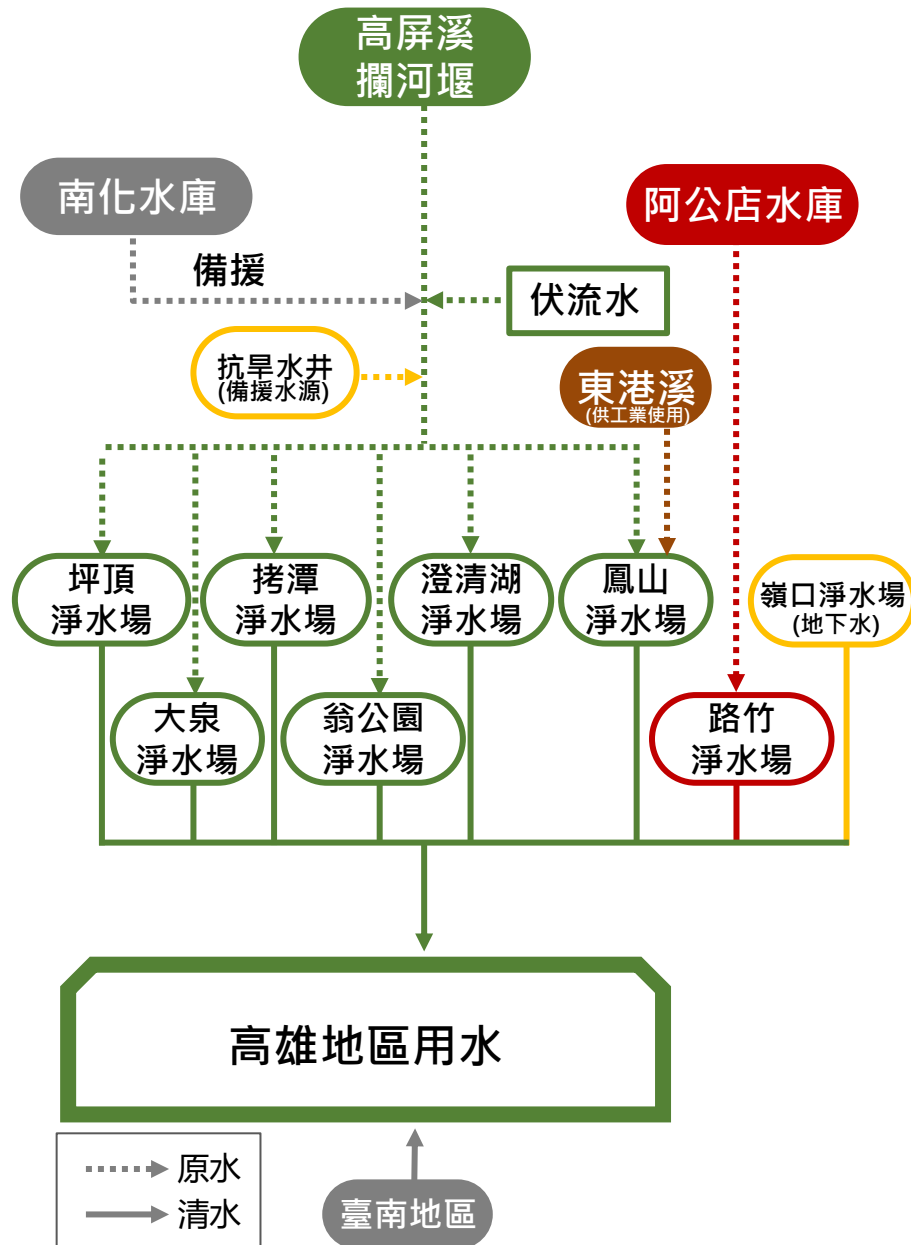 高屏溪
攔河堰
南化水庫
阿公店水庫
備援
伏流水
抗旱水井
(備援水源)
東港溪
(供工業使用)
坪頂
淨水場
拷潭
淨水場
澄清湖
淨水場
鳳山
淨水場
嶺口淨水場
(地下水)
大泉
淨水場
翁公園
淨水場
路竹
淨水場
高雄地區用水
原水
清水
臺南地區